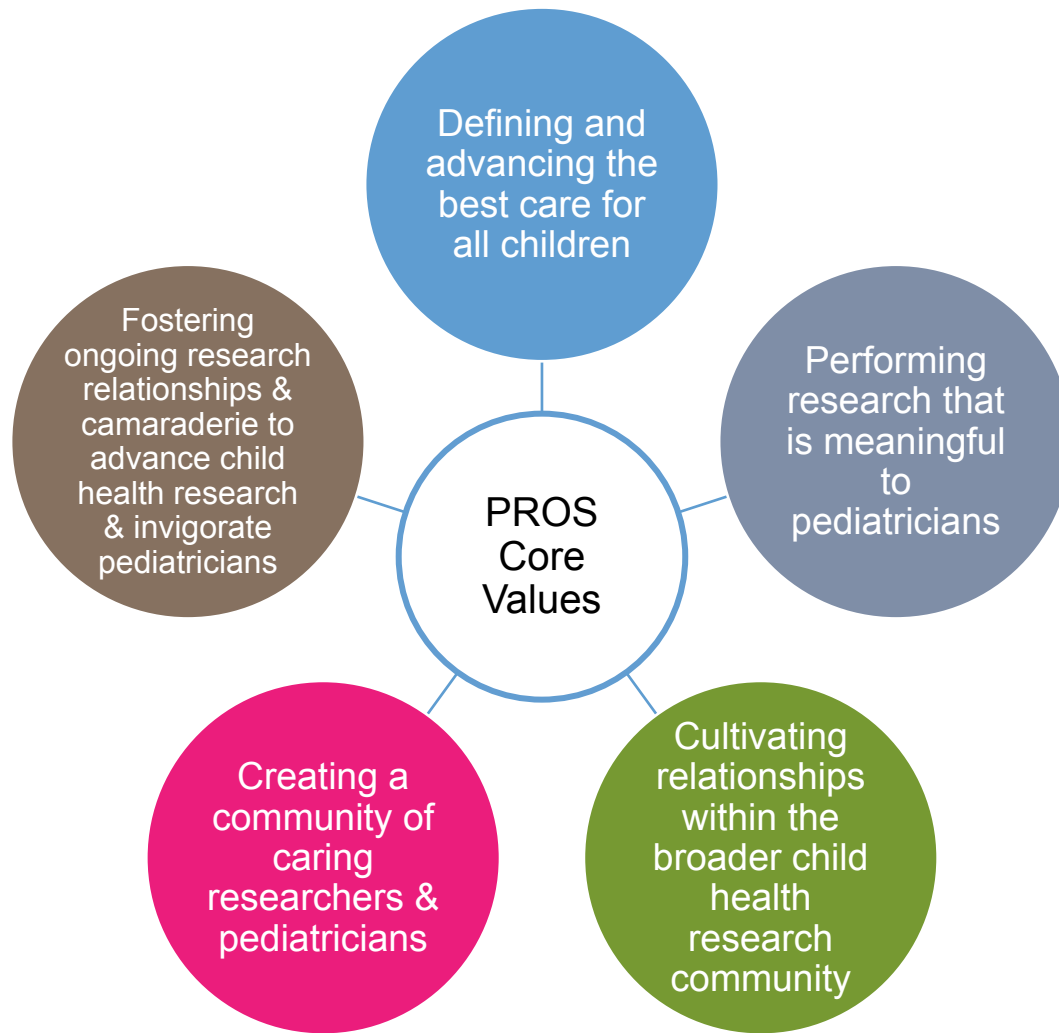 Defining and
advancing the
best care for
all children
Performing
research that
is meaningful
to
pediatricians
Cultivating
relationships
within the
broader child
health
research
community
Creating a
community of
caring
researchers &
pediatricians
Fostering
ongoing research
relationships &
camaraderie to
advance child
health research
& invigorate
pediatricians
PROS
Core
Values